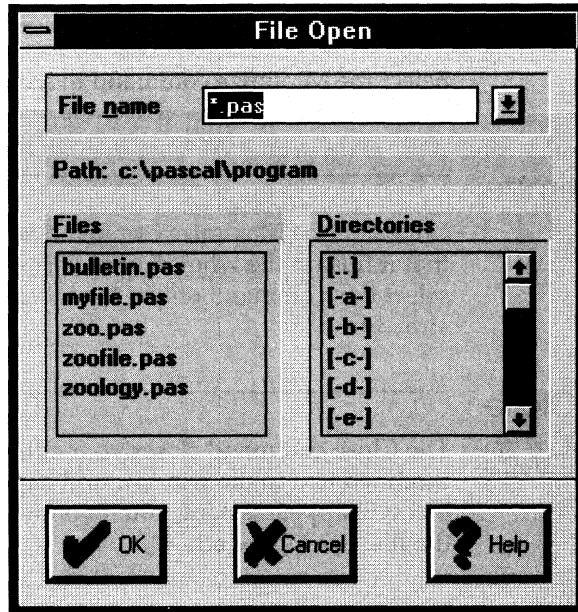 File Open
File name *.pas
Path: c:\pascal\program
Files
bulletin.pas
myfile.pas
zoo.pas
zoofile.pas
zoology.pas
Directories
[..]
[-a-]
[-b-]
[-c-]
[-d-]
[-e-]
OK Cancel Help